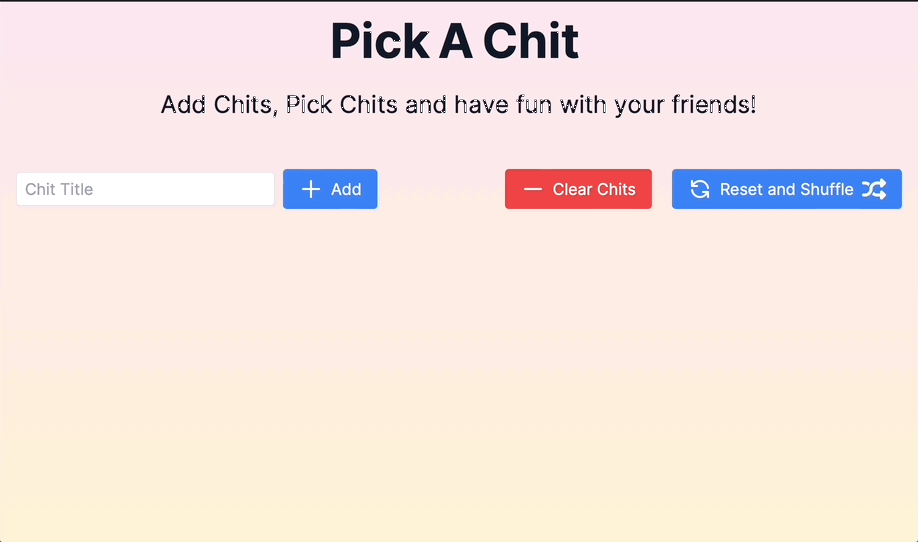 Pick A Chit
Add Chits, Pick Chits and have fun with your friends!
Chit Title
Add
Clear Chits
Reset and Shuffle